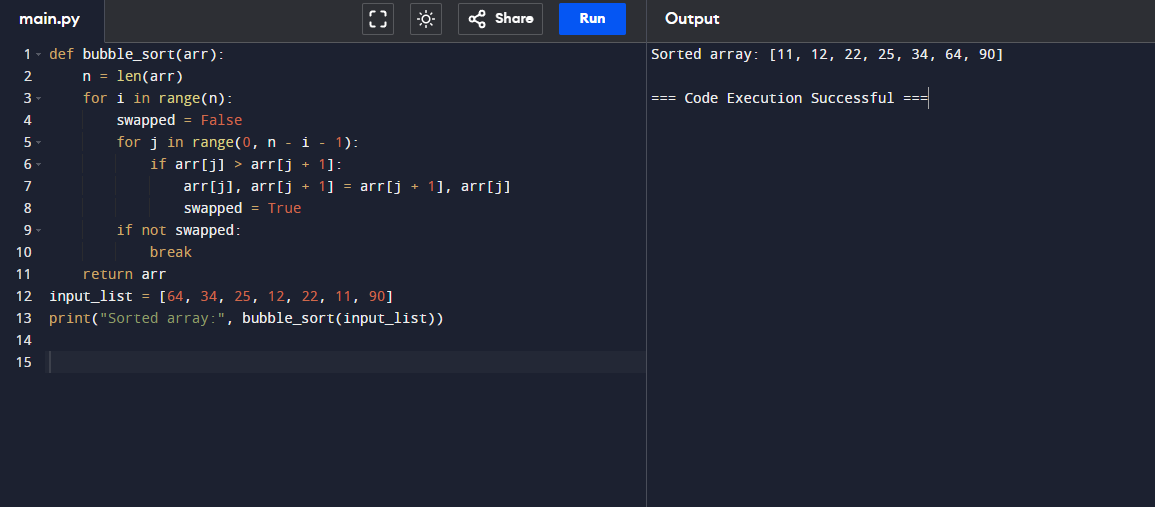 main.py
Share
Run
Output
1 def bubble_sort(arr):
2     n = len(arr)
3     for i in range(n):
4         swapped = False
5         for j in range(0, n - i - 1):
6             if arr[j] > arr[j + 1]:
7                 arr[j], arr[j + 1] = arr[j + 1], arr[j]
8                 swapped = True
9         if not swapped:
10             break
11     return arr
12 input_list = [64, 34, 25, 12, 22, 11, 90]
13 print("Sorted array:", bubble_sort(input_list))
14
15
Sorted array: [11, 12, 22, 25, 34, 64, 90]
=== Code Execution Successful ===